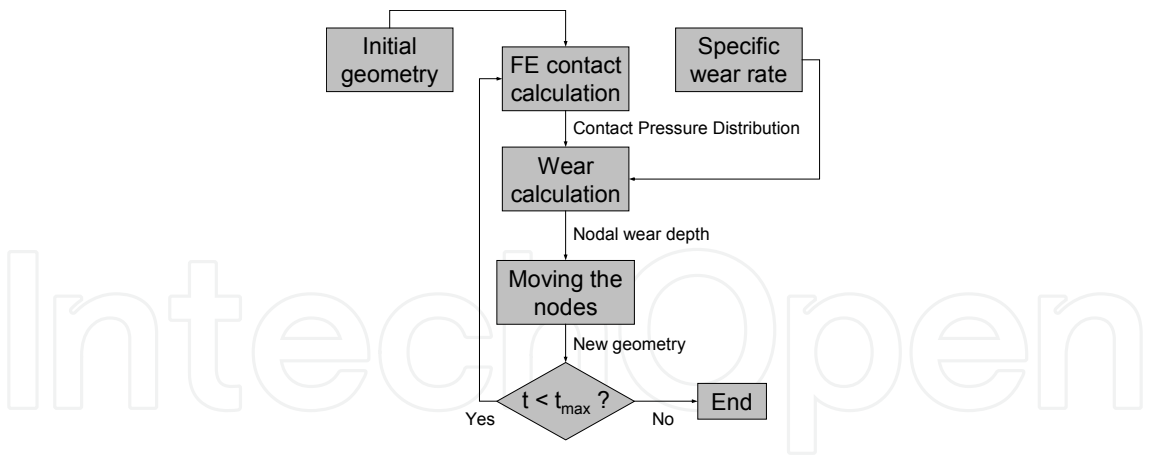 Initial
geometry
FE contact
calculation
Specific
wear rate
Contact Pressure Distribution
Wear
calculation
Nodal wear depth
Moving the
nodes
New geometry
t < tmax ?
Yes
No
End
IntechOpen